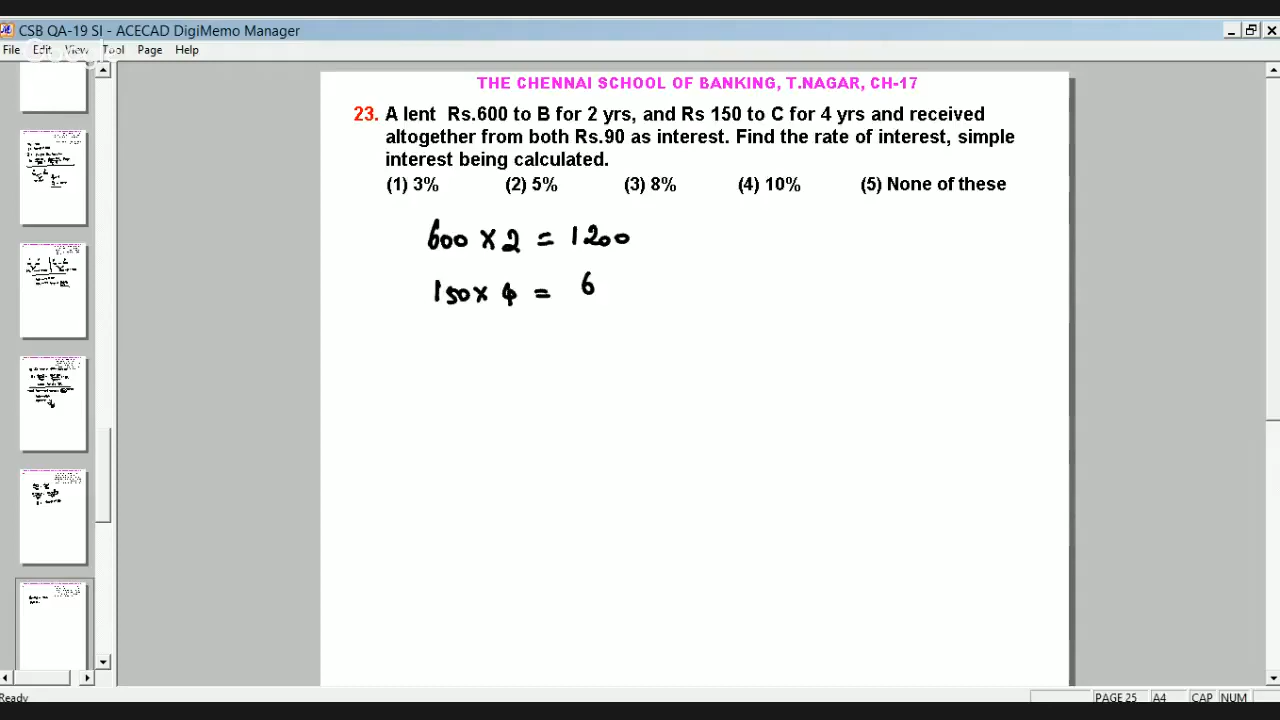 CSB QA-19 SI - ACECAD DigiMemo Manager
File Edit View Tool Page Help
THE CHENNAI SCHOOL OF BANKING, T.NAGAR, CH-17
23. A lent Rs.600 to B for 2 yrs, and Rs 150 to C for 4 yrs and received
altogether from both Rs.90 as interest. Find the rate of interest, simple
interest being calculated.
(1) 3% (2) 5% (3) 8% (4) 10% (5) None of these
600 × 2 = 1200
150 × 4 = 6
Ready PAGE 25 A4 CAP NUM